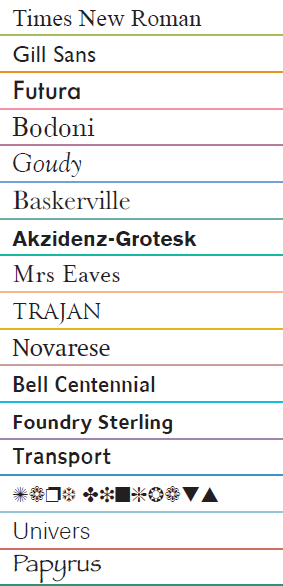 Times New Roman
Gill Sans
Futura
Bodoni
Goudy
Baskerville
Akzidenz-Grotesk
Mrs Eaves
TRAJAN
Novarese
Bell Centennial
Foundry Sterling
Transport
Univers
Papyrus